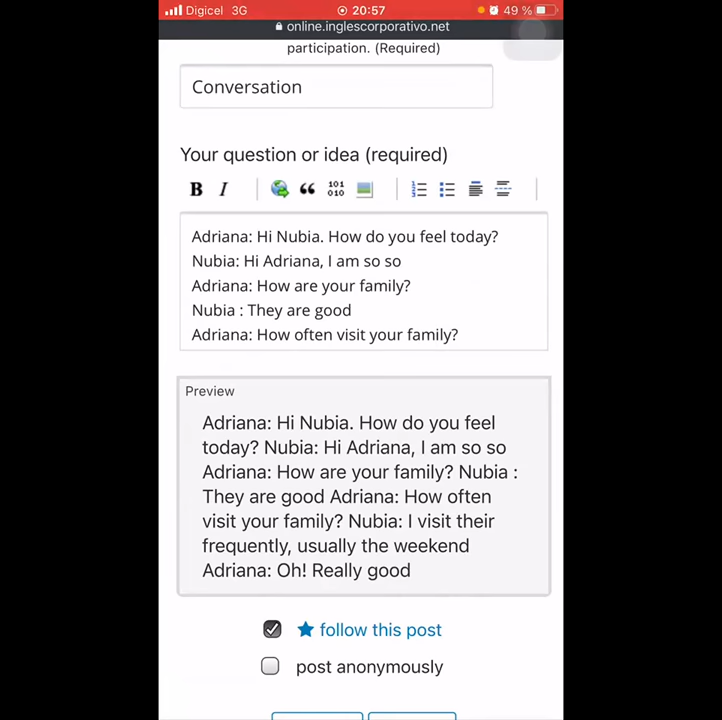 Digicel 3G 20:57 49 %
online.inglescorporativo.net
participation. (Required)
Conversation
Your question or idea (required)
B I 101 010
Adriana: Hi Nubia. How do you feel today?
Nubia: Hi Adriana, I am so so
Adriana: How are your family?
Nubia : They are good
Adriana: How often visit your family?
Preview
Adriana: Hi Nubia. How do you feel
today? Nubia: Hi Adriana, I am so so
Adriana: How are your family? Nubia :
They are good Adriana: How often
visit your family? Nubia: I visit their
frequently, usually the weekend
Adriana: Oh! Really good
follow this post
post anonymously